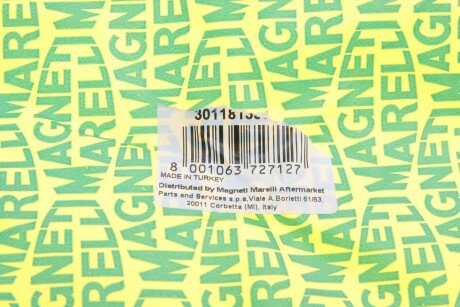 MAGNETI
MARELLI
8 001063 727127
MADE IN TURKEY
Distributed by Magneti Marelli Aftermarket
Parts and Services s.p.a,Viale A.Borletti 61/63,
20011 Corbetta (MI), Italy